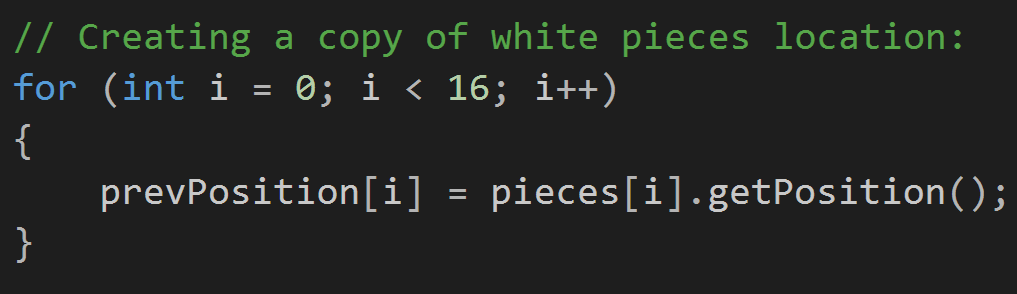 // Creating a copy of white pieces location:
for (int i = 0; i < 16; i++)
{
    prevPosition[i] = pieces[i].getPosition();
}